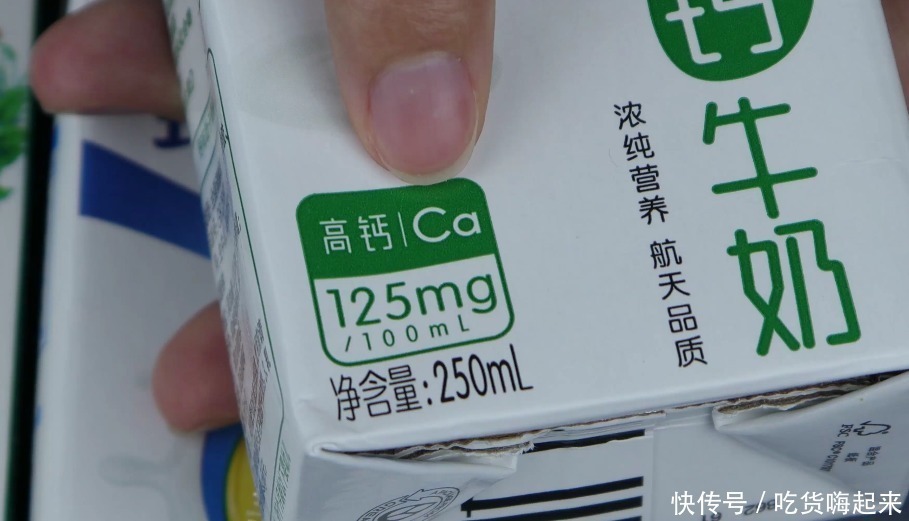 钙
牛
奶
浓纯营养 航天品质
高钙|Ca
125mg
/100mL
净含量:250mL
快传号/吃货嗨起来